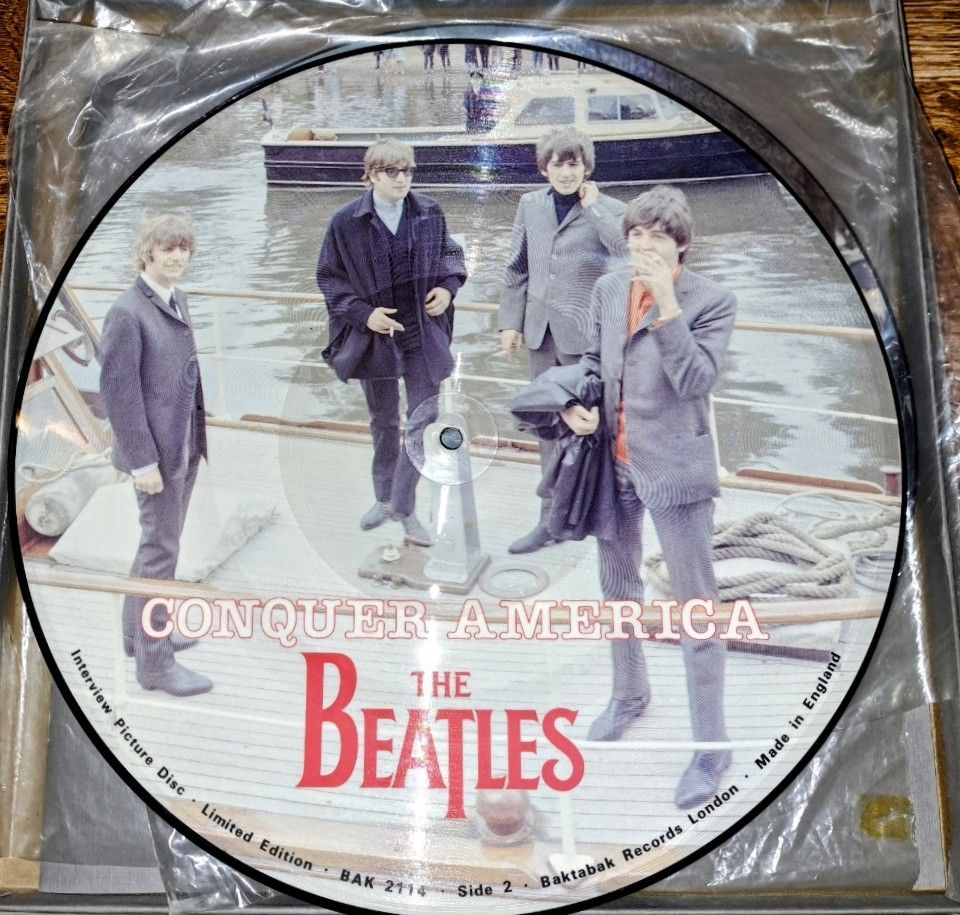 CONQUER AMERICA
THE
BEATLES
Interview Picture Disc · Limited Edition · BAK 2114 · Side 2 · Baktabak Records London · Made in England